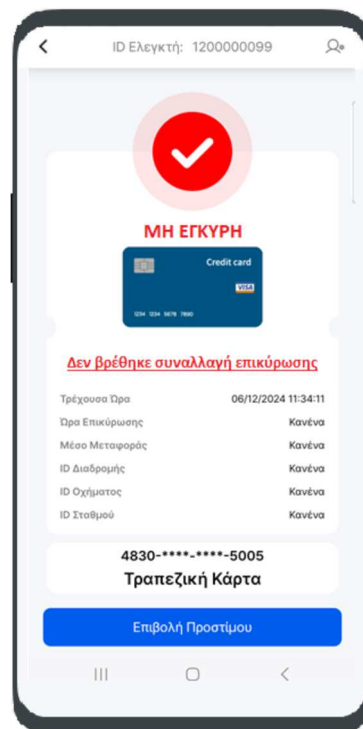 ID Ελεγκτή: 1200000099
ΜΗ ΕΓΚΥΡΗ
Credit card
VISA
1234 1234 5678 7890
Δεν βρέθηκε συναλλαγή επικύρωσης
Τρέχουσα Ώρα 06/12/2024 11:34:11
Ώρα Επικύρωσης Κανένα
Μέσο Μεταφοράς Κανένα
ID Διαδρομής Κανένα
ID Οχήματος Κανένα
ID Σταθμού Κανένα
4830-****-****-5005
Τραπεζική Κάρτα
Επιβολή Προστίμου